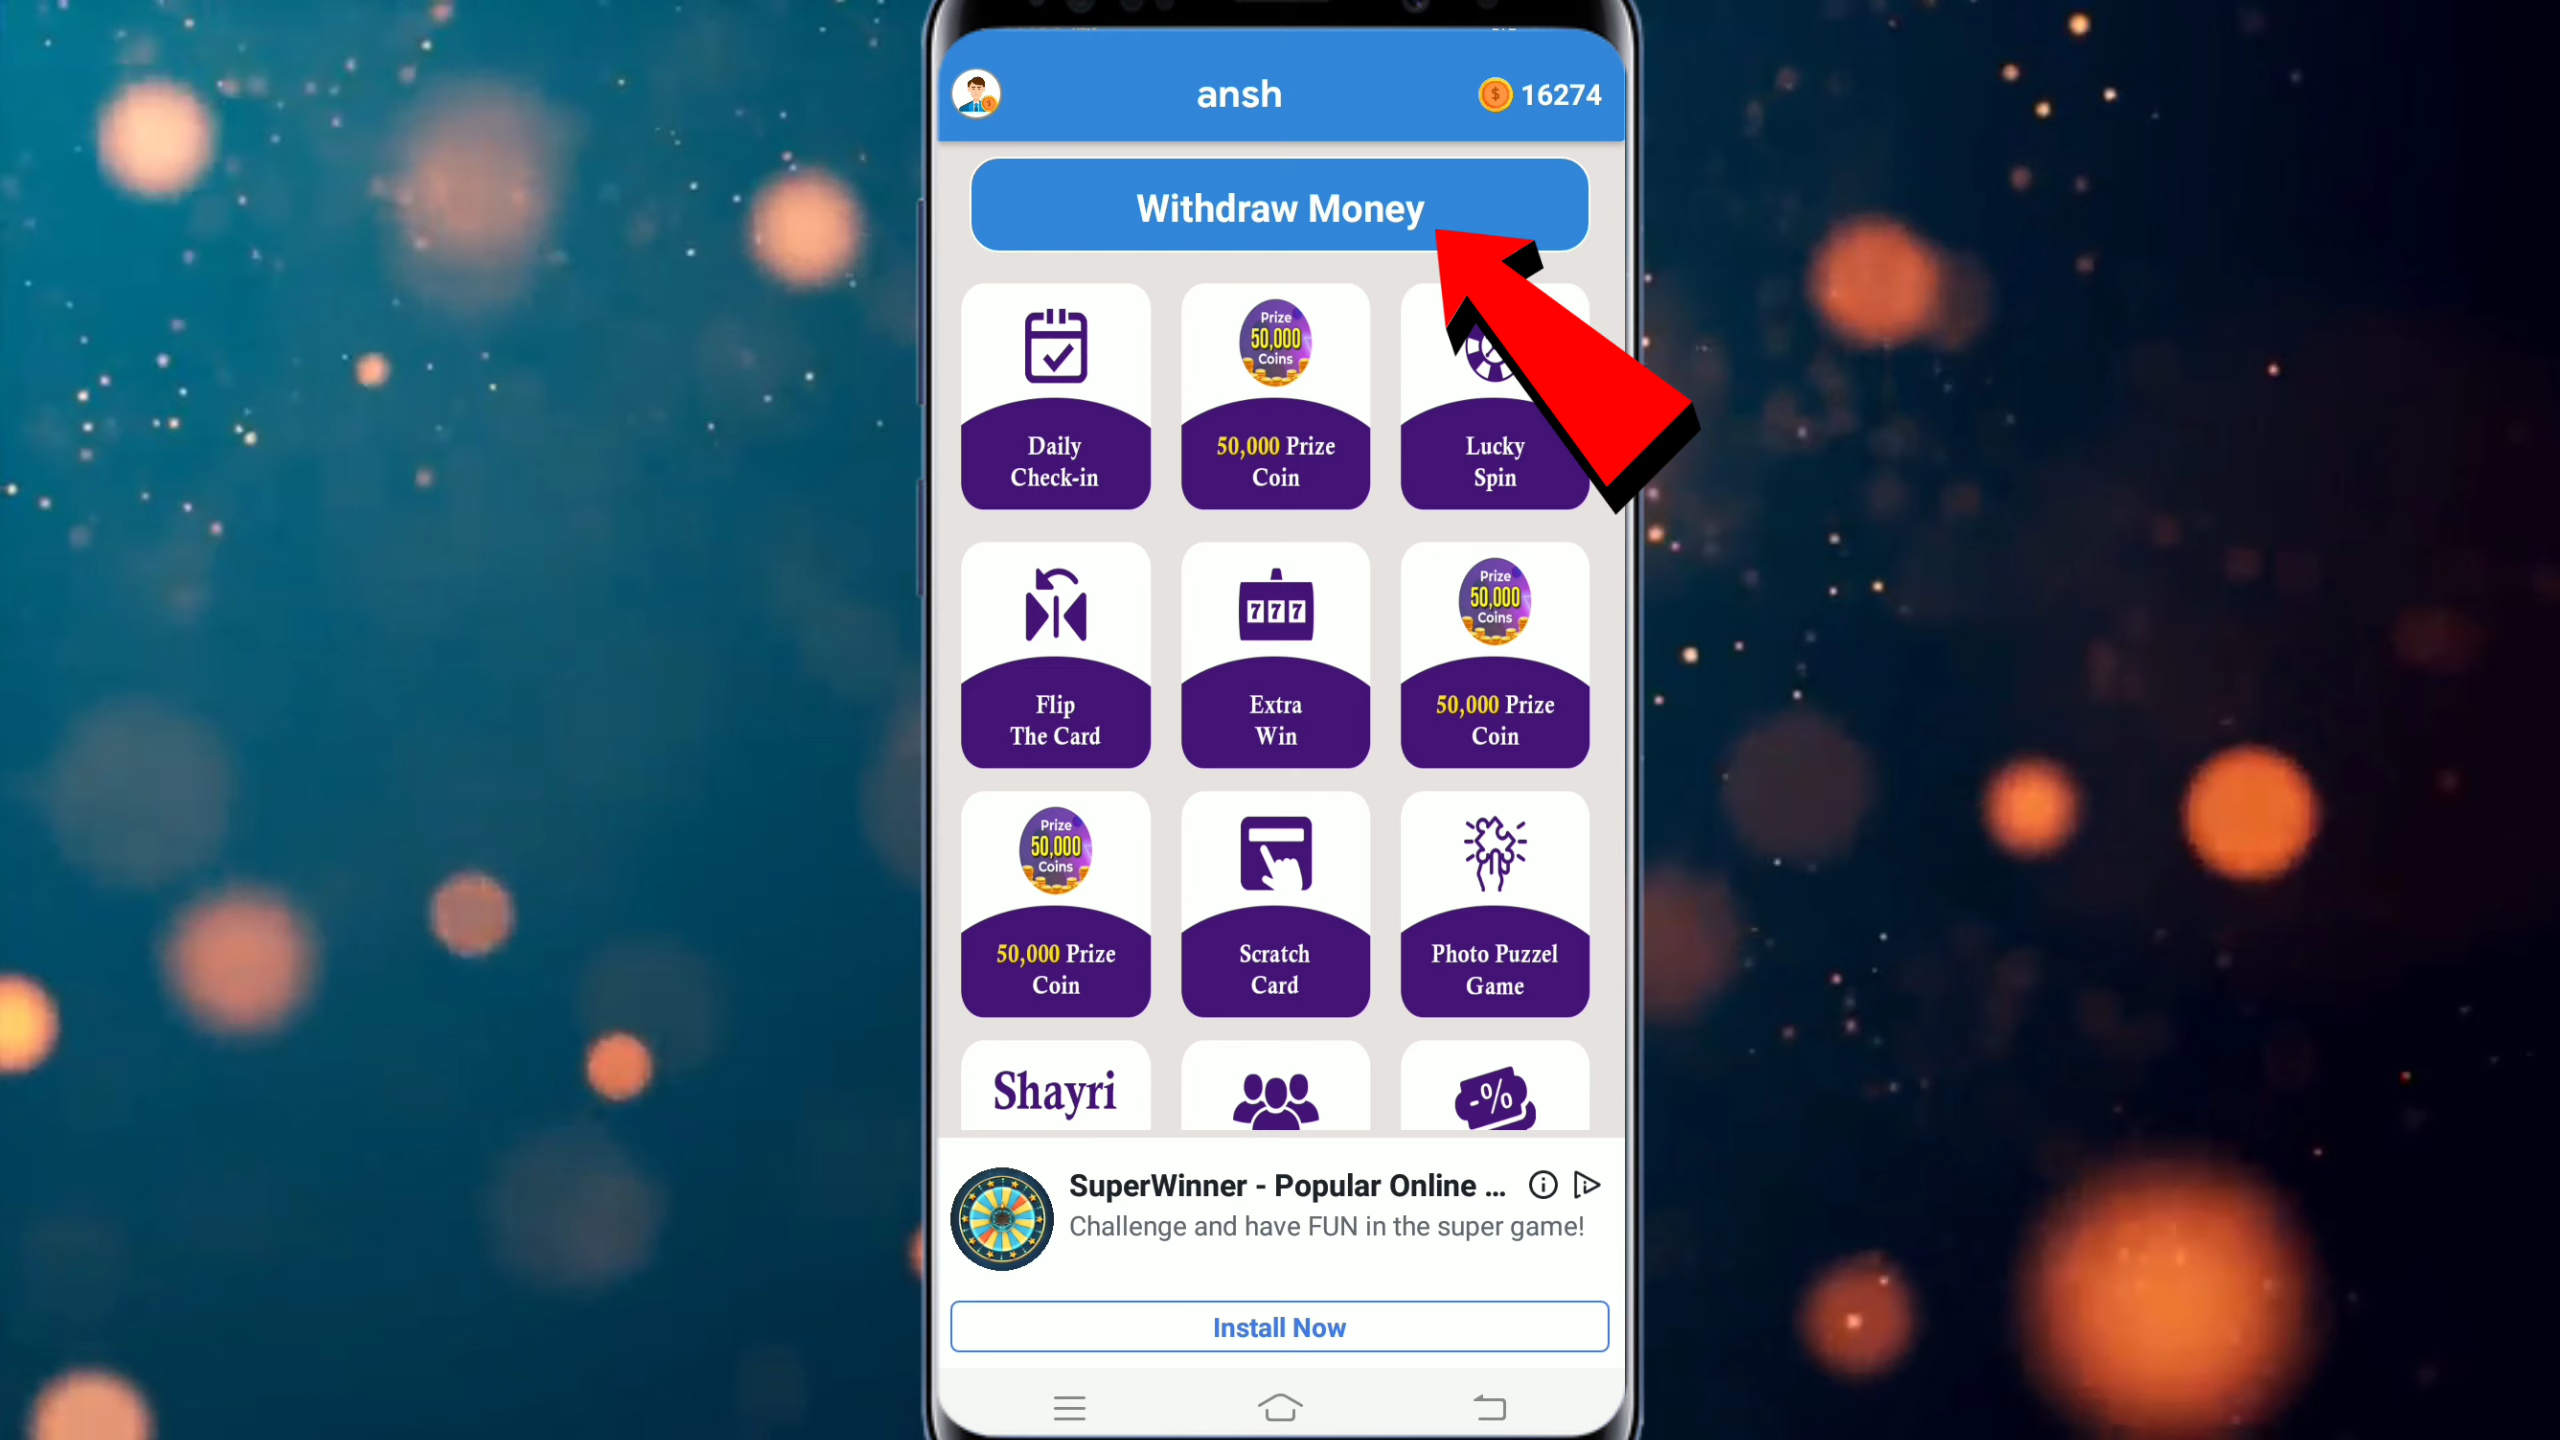 ansh
16274
Withdraw Money
Prize
50,000
Coins
Daily
Check-in
50,000 Prize
Coin
Lucky
Spin
777
Prize
50,000
Coins
Flip
The Card
Extra
Win
50,000 Prize
Coin
Prize
50,000
Coins
50,000 Prize
Coin
Scratch
Card
Photo Puzzel
Game
Shayri
-%
SuperWinner - Popular Online ...
Challenge and have FUN in the super game!
Install Now